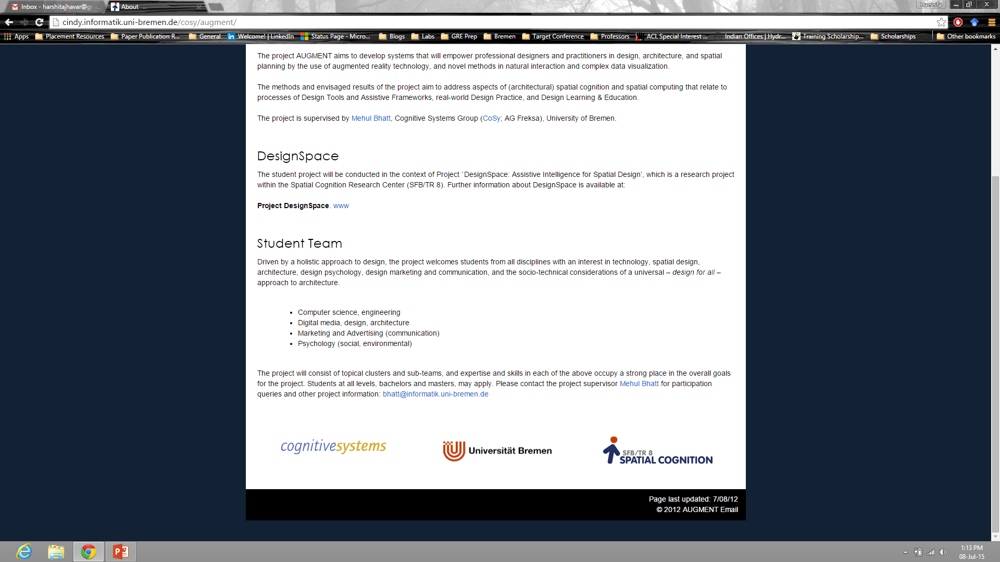 Inbox - harshitajhavar@g
About
Harshita
cindy.informatik.uni-bremen.de/cosy/augment/
Apps Placement Resources Paper Publication R... General Welcome! | LinkedIn Status Page - Micro... Blogs Labs GRE Prep Bremen Target Conference Professors ACL Special Interest ... Indian Offices | Hydr... Training Scholarship... Scholarships Other bookmarks
The project AUGMENT aims to develop systems that will empower professional designers and practitioners in design, architecture, and spatial
planning by the use of augmented reality technology, and novel methods in natural interaction and complex data visualization.
The methods and envisaged results of the project aim to address aspects of (architectural) spatial cognition and spatial computing that relate to
processes of Design Tools and Assistive Frameworks, real-world Design Practice, and Design Learning & Education.
The project is supervised by Mehul Bhatt, Cognitive Systems Group (CoSy; AG Freksa), University of Bremen.
DesignSpace
The student project will be conducted in the context of Project `DesignSpace: Assistive Intelligence for Spatial Design', which is a research project
within the Spatial Cognition Research Center (SFB/TR 8). Further information about DesignSpace is available at:
Project DesignSpace. www
Student Team
Driven by a holistic approach to design, the project welcomes students from all disciplines with an interest in technology, spatial design,
architecture, design psychology, design marketing and communication, and the socio-technical considerations of a universal – design for all –
approach to architecture.
• Computer science, engineering
• Digital media, design, architecture
• Marketing and Advertising (communication)
• Psychology (social, environmental)
The project will consist of topical clusters and sub-teams, and expertise and skills in each of the above occupy a strong place in the overall goals
for the project. Students at all levels, bachelors and masters, may apply. Please contact the project supervisor Mehul Bhatt for participation
queries and other project information: bhatt@informatik.uni-bremen.de
cognitivesystems
Universität Bremen
SFB/TR 8
SPATIAL COGNITION
Page last updated: 7/08/12
© 2012 AUGMENT Email
1:13 PM
08-Jul-15